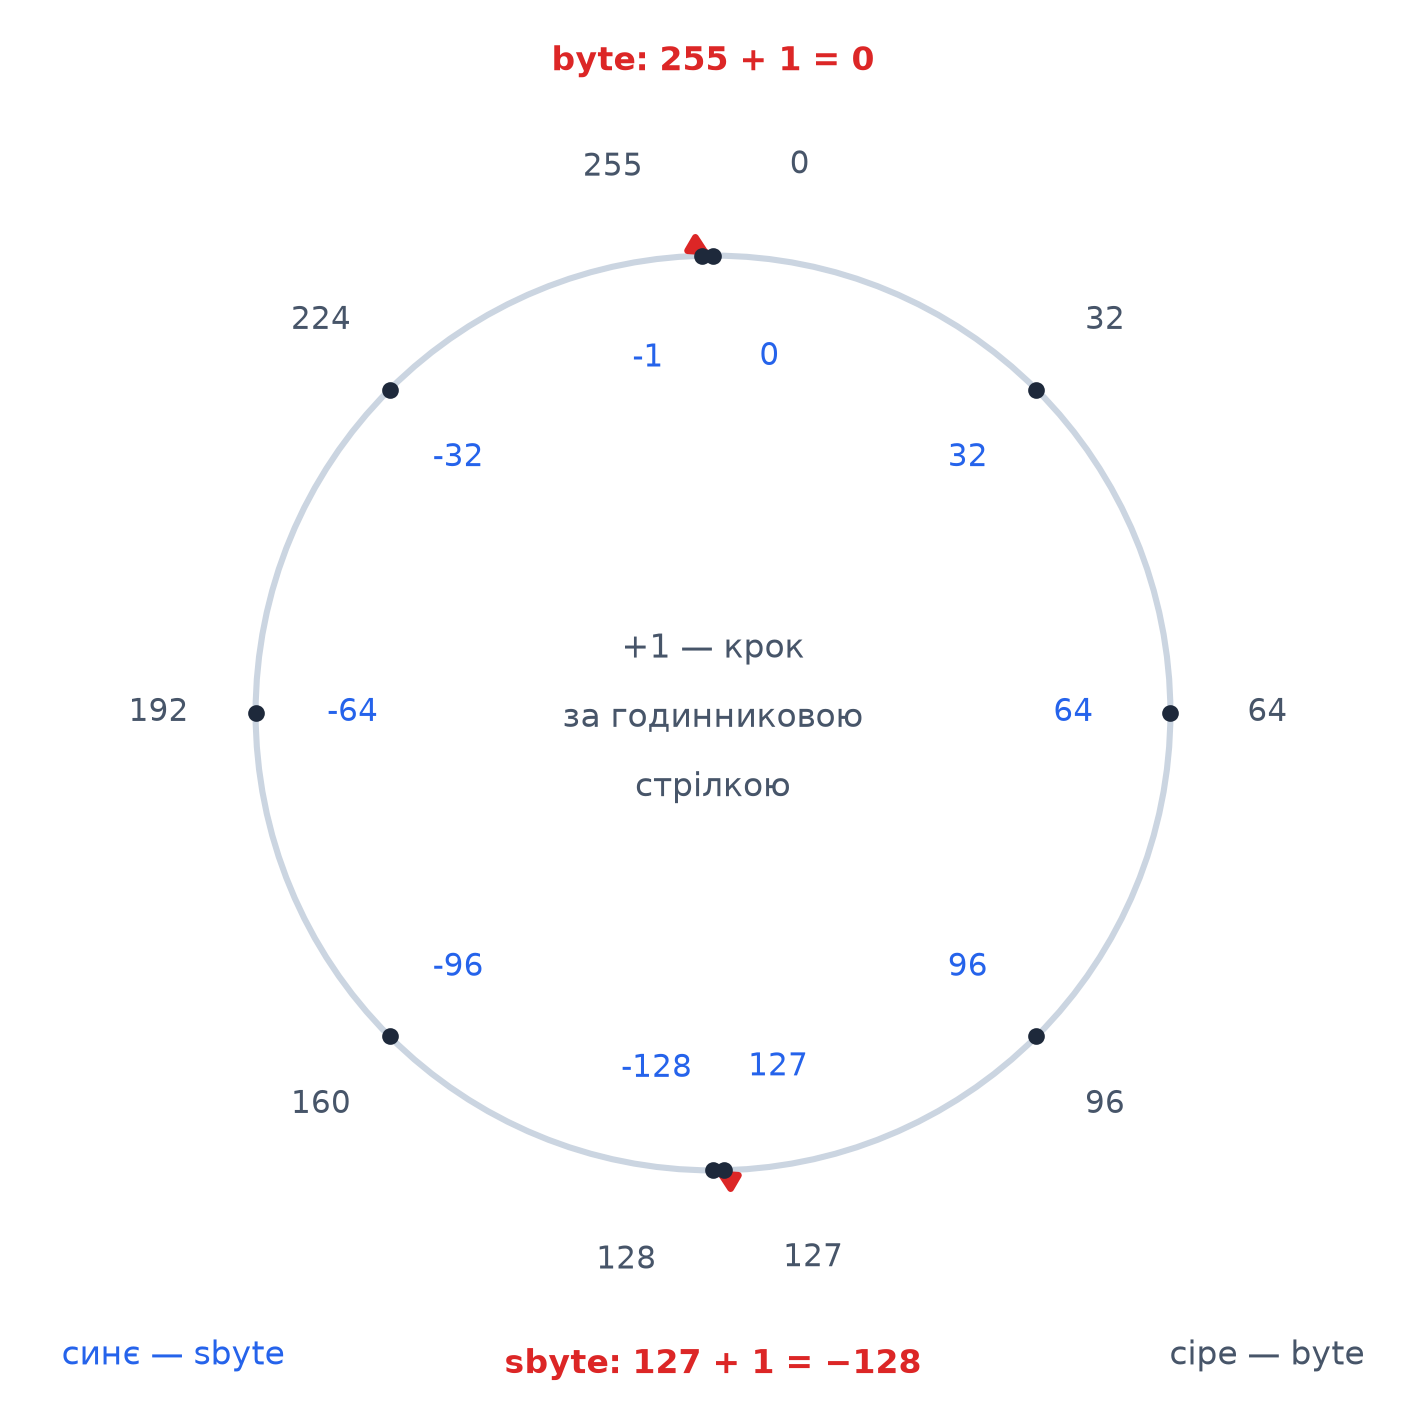 byte: 255 + 1 = 0
255
0
224
32
-1
0
-32
32
+1 — крок
за годинниковою
стрілкою
192
-64
64
64
-96
96
-128
127
160
96
128
127
синє — sbyte
sbyte: 127 + 1 = −128
сіре — byte